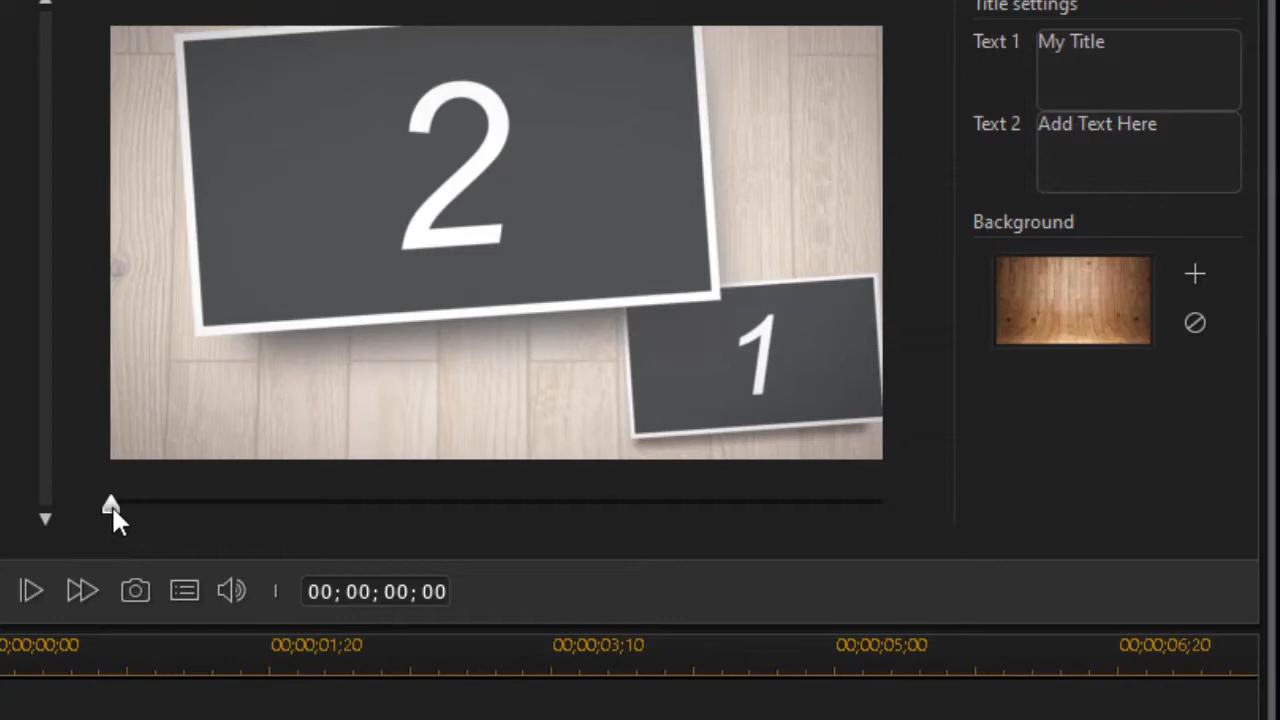 Title settings
Text 1 My Title
Text 2 Add Text Here
Background
2
1
00;00;00;00
0;00;00;00 00;00;01;20 00;00;03;10 00;00;05;00 00;00;06;20